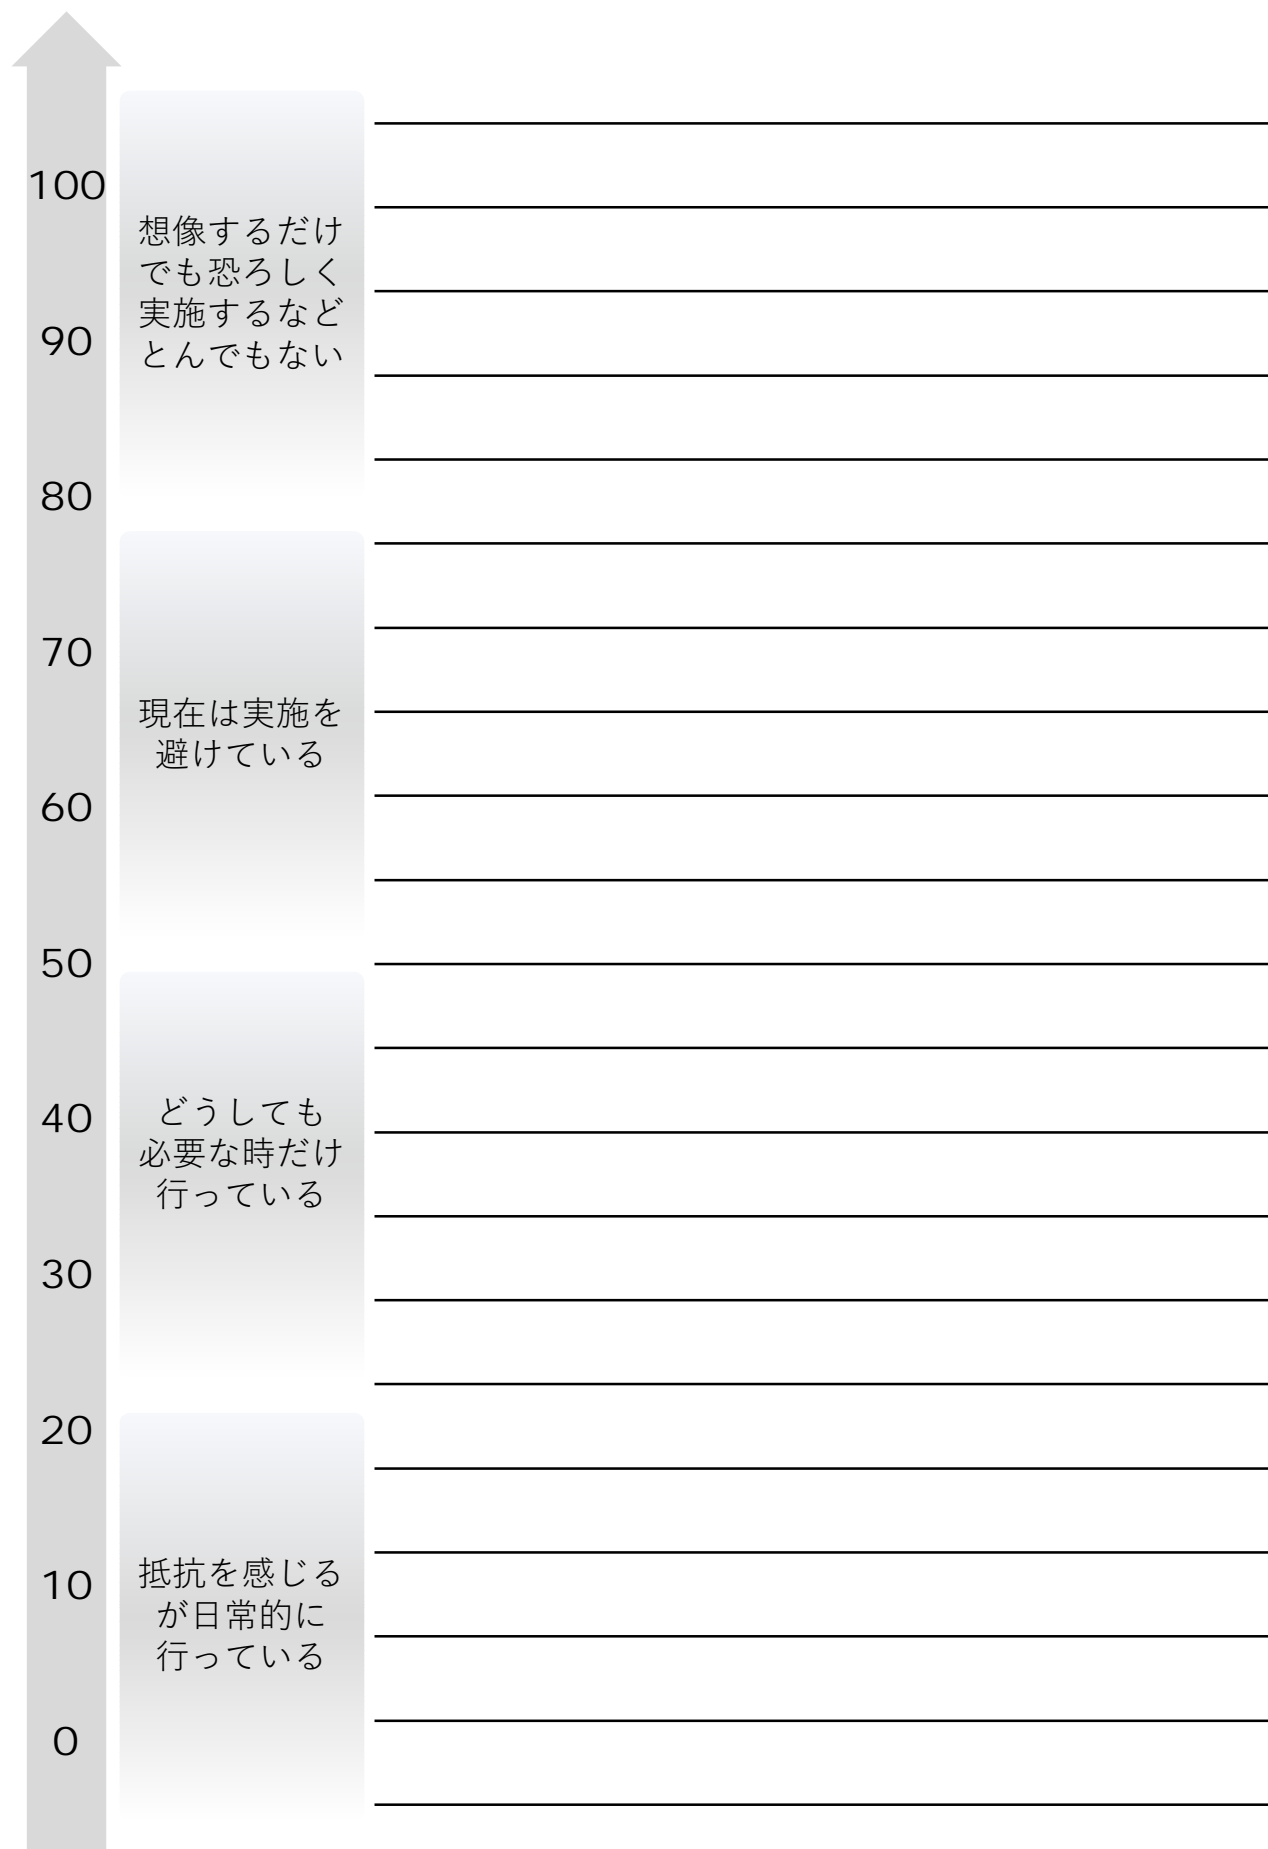 100
想像するだけ
でも恐ろしく
実施するなど
90
とんでもない
80
70
現在は実施を
避けている
60
50
40
どうしても
必要な時だけ
行っている
30
20
10
抵抗を感じる
が日常的に
行っている
0